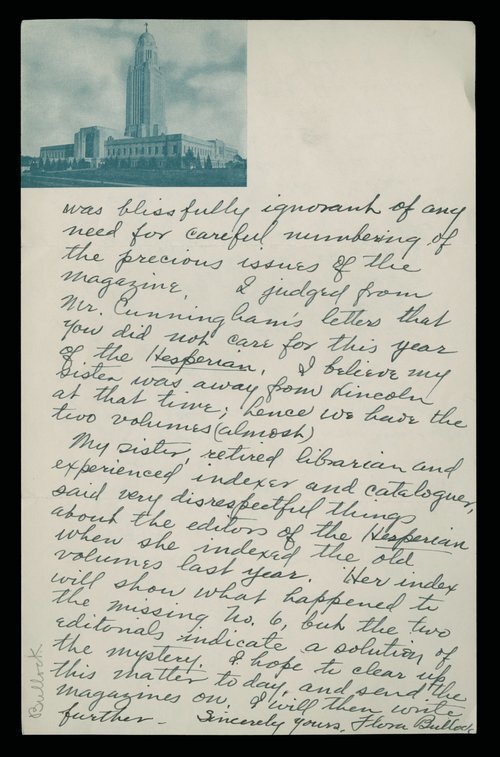 was blissfully ignorant of any
need for careful numbering of
the precious issues of the
magazine. I judged from
Mr. Cunningham's letters that
you did not care for this year
of the Hesperian. I believe my
sister was away from Lincoln
at that time; hence we have the
two volumes (almost)
My sister, retired librarian and
experienced indexer and cataloguer,
said very disrespectful things
about the editors of the Hesperian
when she indexed the old
volumes last year. Her index
will show what happened to
the missing No. 6, but the two
editorials indicate a solution of
the mystery. I hope to clear up
this matter today, and send the
magazines on. I will then write
further - Sincerely yours, Flora Bullock
Bullock